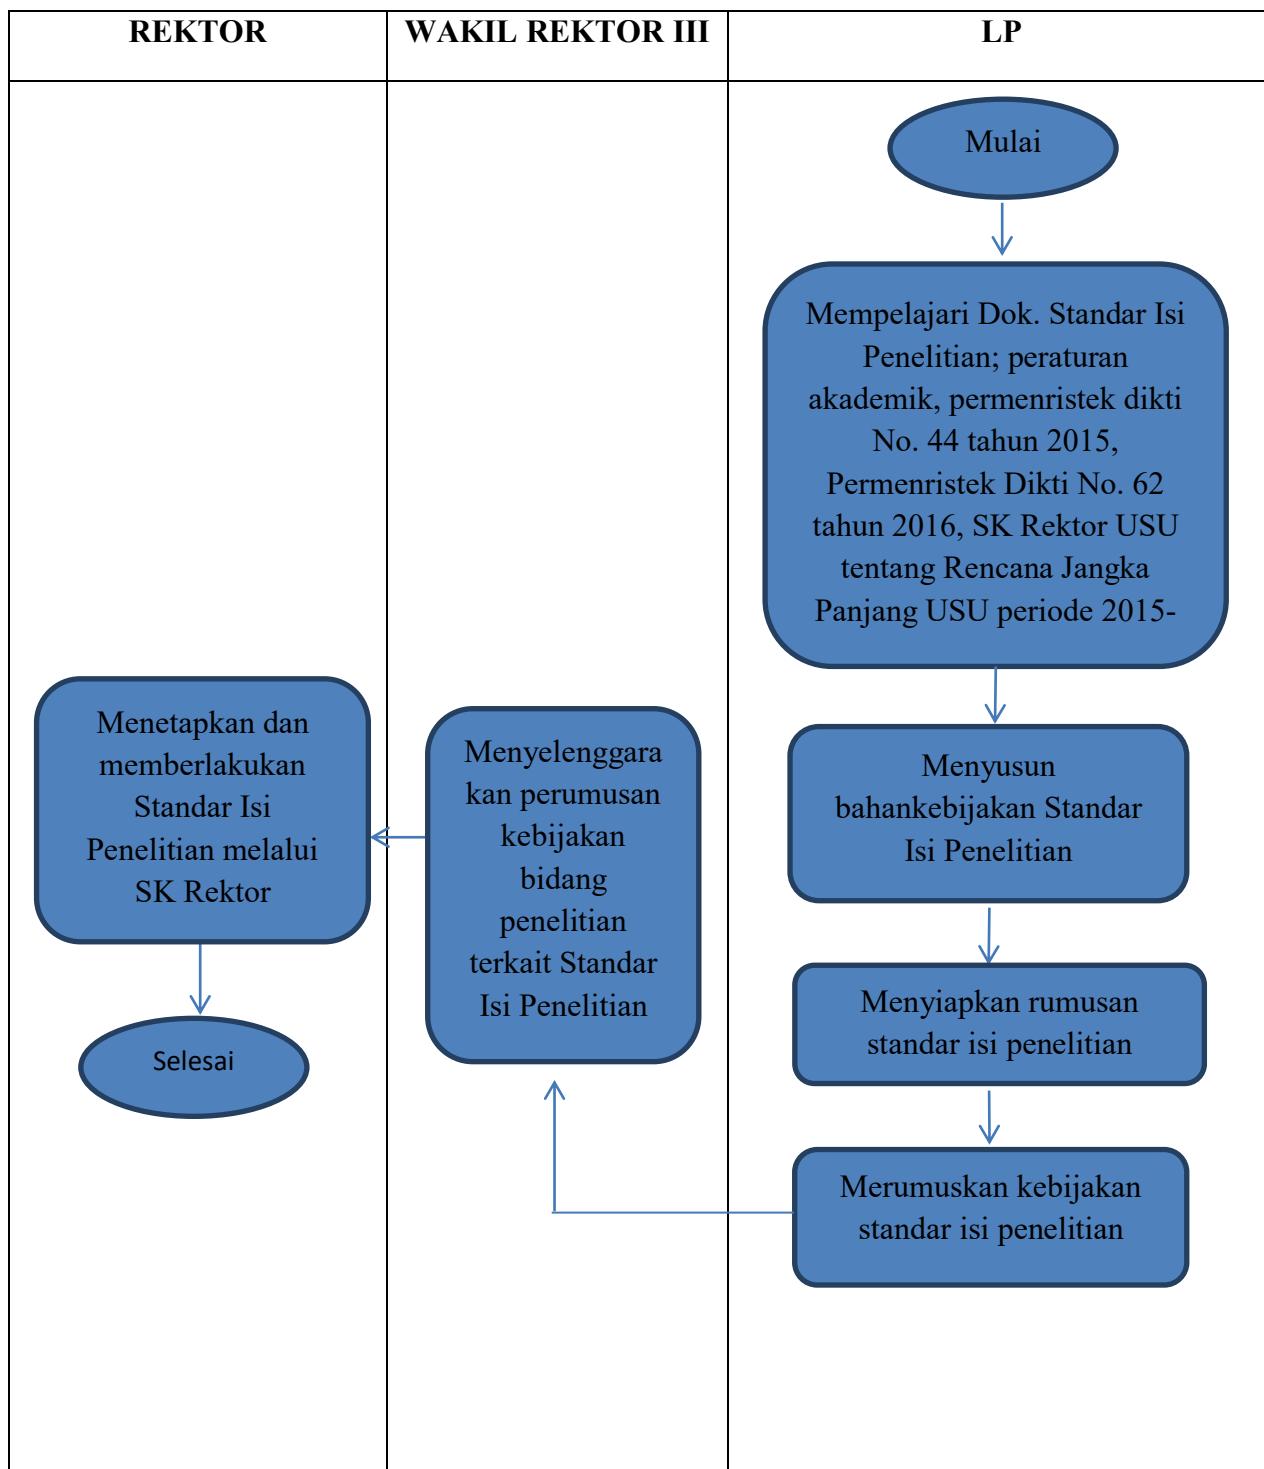 REKTOR
WAKIL REKTOR III
LP
Mulai
Mempelajari Dok. Standar Isi
Penelitian; peraturan
akademik, permenristek dikti
No. 44 tahun 2015,
Permenristek Dikti No. 62
tahun 2016, SK Rektor USU
tentang Rencana Jangka
Panjang USU periode 2015-
Menyusun
bahankebijakan Standar
Isi Penelitian
Menyiapkan rumusan
standar isi penelitian
Merumuskan kebijakan
standar isi penelitian
Menyelenggara
kan perumusan
kebijakan
bidang
penelitian
terkait Standar
Isi Penelitian
Menetapkan dan
memberlakukan
Standar Isi
Penelitian melalui
SK Rektor
Selesai